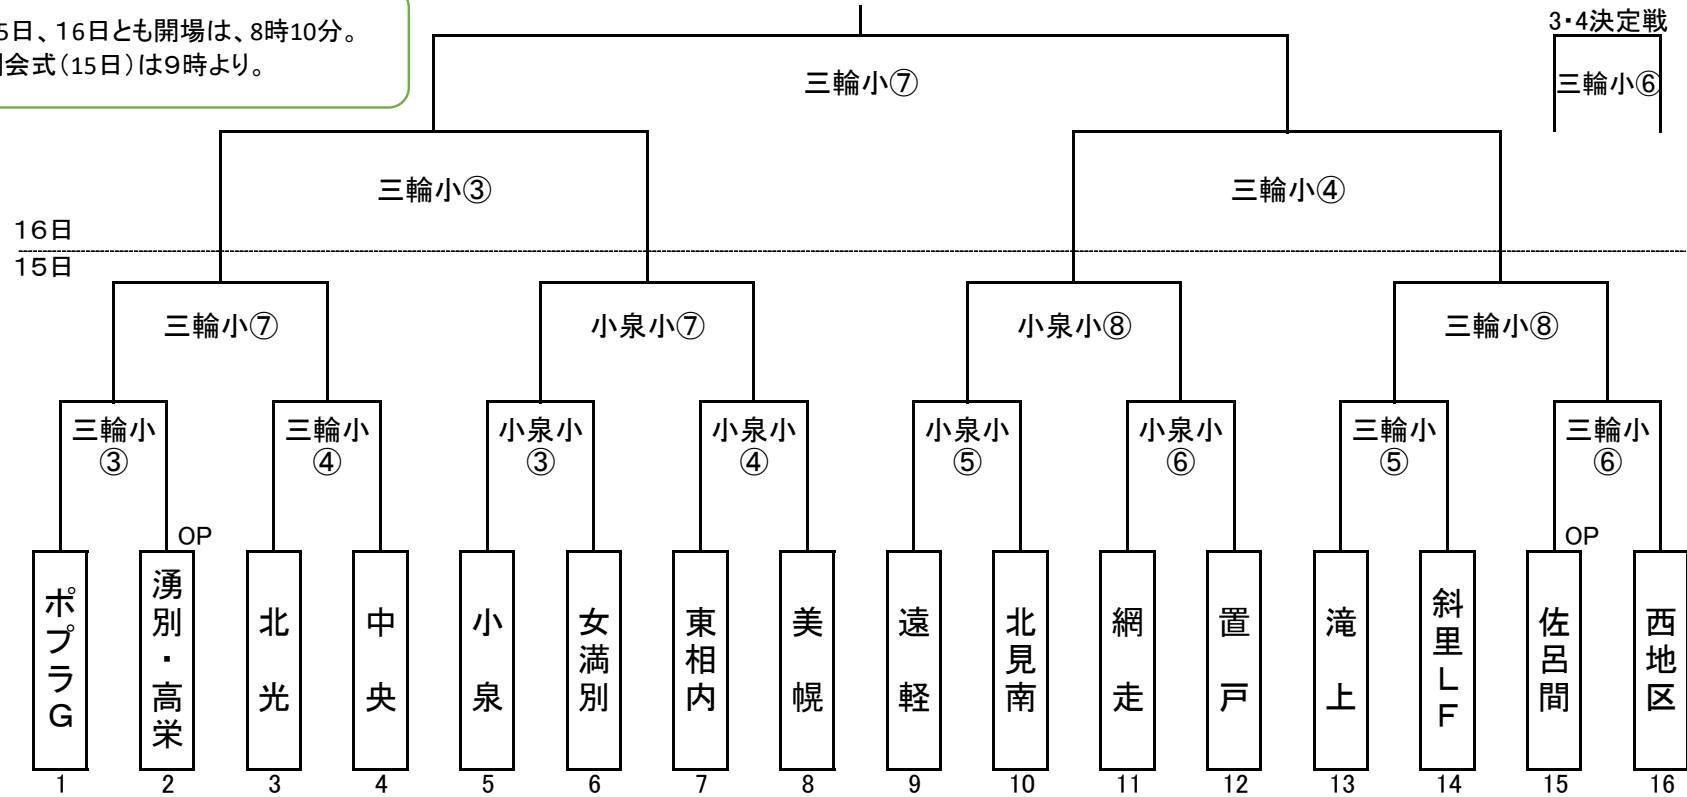 5日、16日とも開場は、8時10分。
会式(15日)は9時より。
3・4決定戦
三輪小⑦
三輪小⑥
三輪小③
三輪小④
16日
15日
三輪小⑦
小泉小⑦
小泉小⑧
三輪小⑧
三輪小
③
三輪小
④
小泉小
③
小泉小
④
小泉小
⑤
小泉小
⑥
三輪小
⑤
三輪小
⑥
OP
OP
ポプラG
湧別・高栄
北光
中央
小泉
女満別
東相内
美幌
遠軽
北見南
網走
置戸
滝上
斜里LF
佐呂間
西地区
1
2
3
4
5
6
7
8
9
10
11
12
13
14
15
16